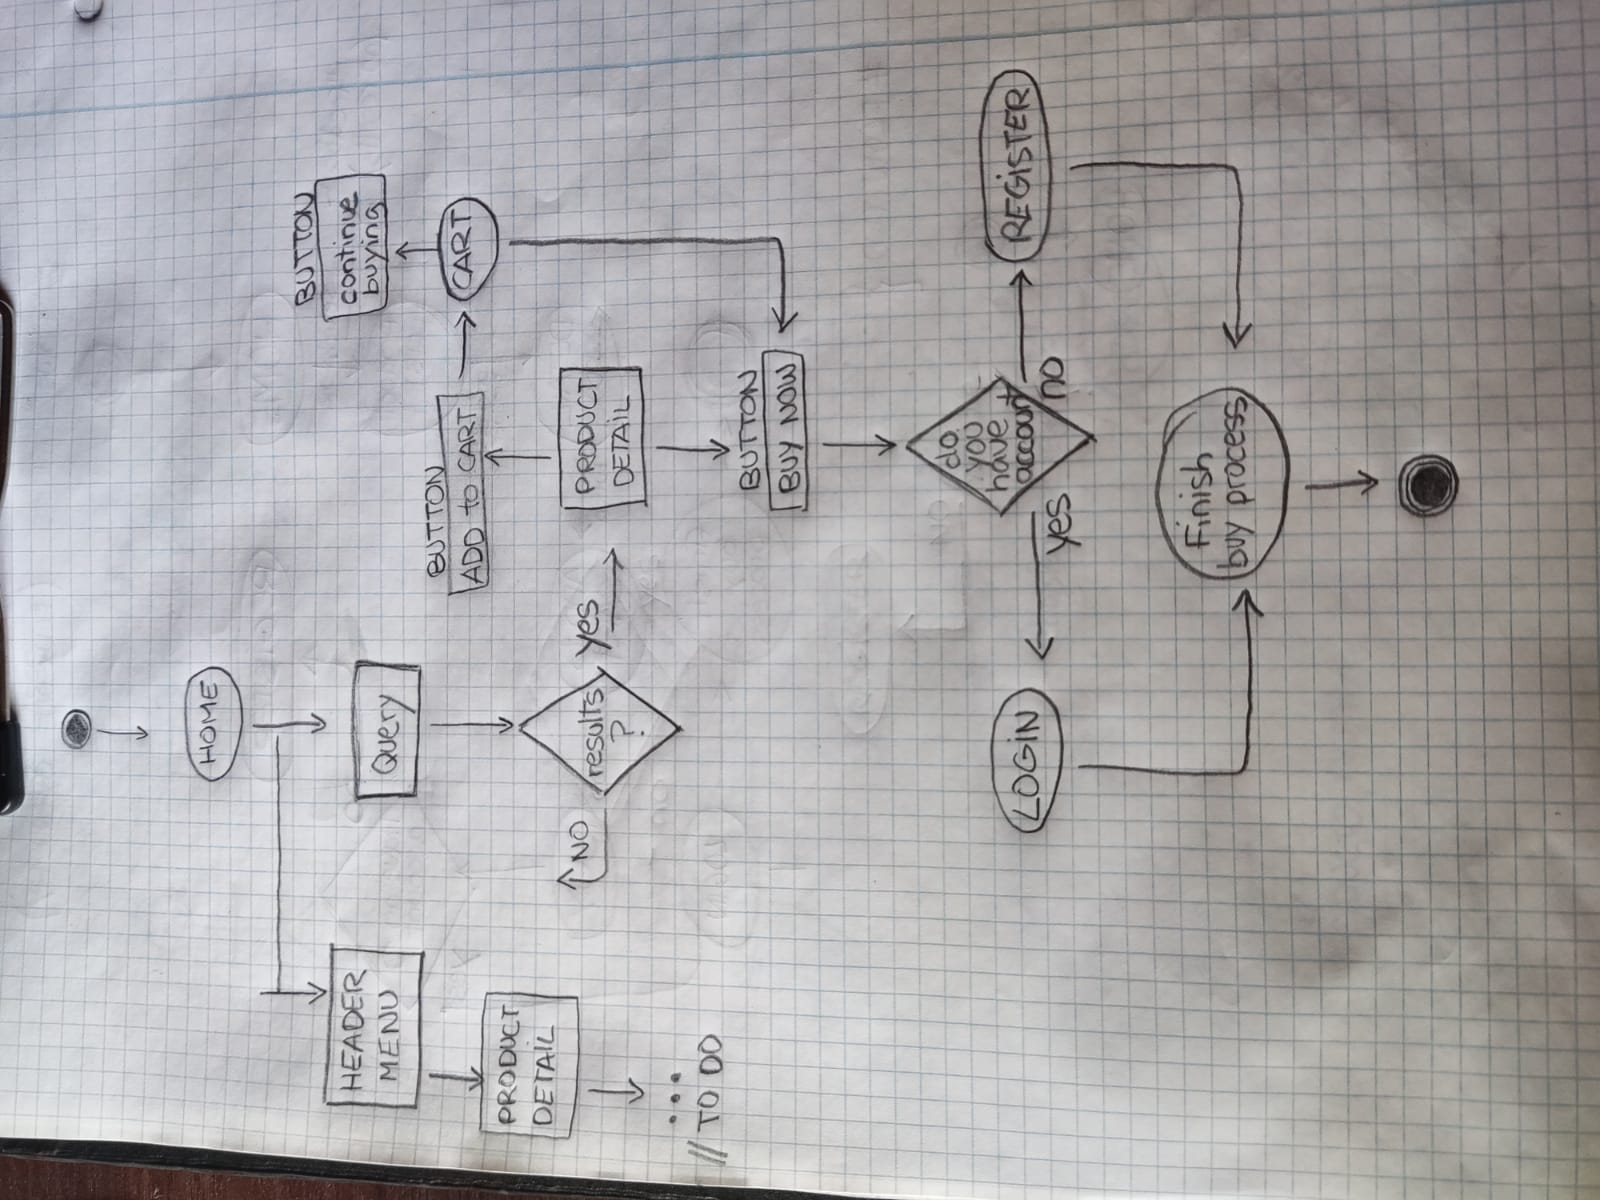 HOME
HEADER
MENU
Query
BUTTON
continue
buying
BUTTON
ADD to CART
CART
PRODUCT
DETAIL
NO
results
?
Yes
PRODUCT
DETAIL
...
// TO DO
BUTTON
BUY NOW
do
you
have
account
LOGIN
yes
no
REGISTER
Finish
buy process